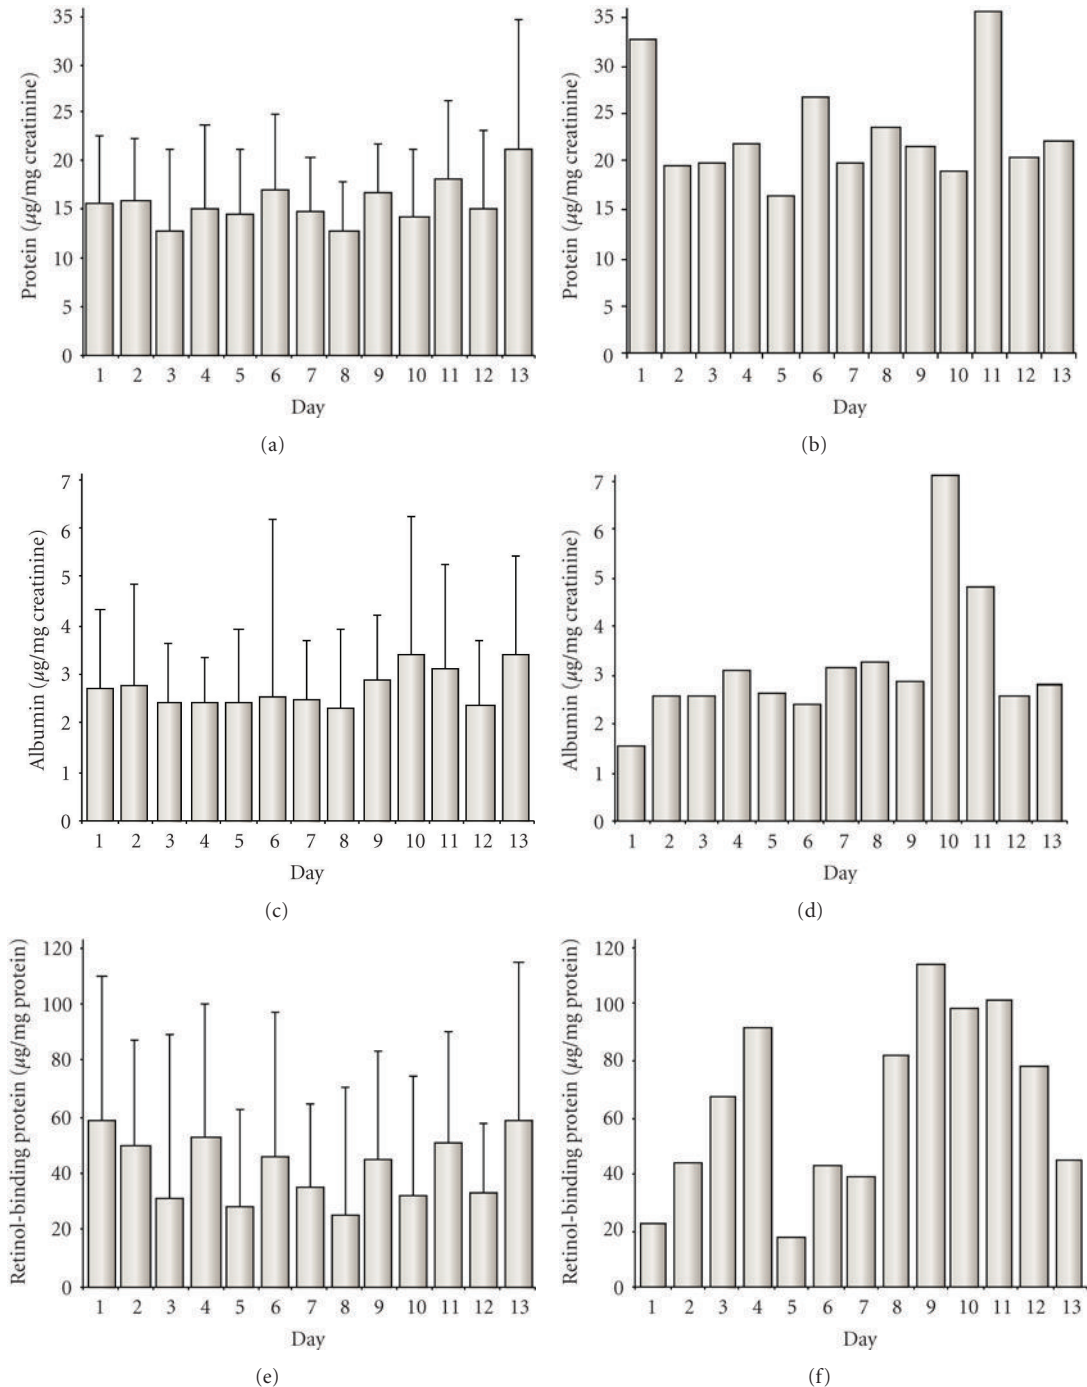 Protein (µg/mg creatinine)
35
30
25
20
15
10
5
0
1 2 3 4 5 6 7 8 9 10 11 12 13
Day
(a)
Protein (µg/mg creatinine)
35
30
25
20
15
10
5
0
1 2 3 4 5 6 7 8 9 10 11 12 13
Day
(b)
Albumin (µg/mg creatinine)
7
6
5
4
3
2
1
0
1 2 3 4 5 6 7 8 9 10 11 12 13
Day
(c)
Albumin (µg/mg creatinine)
7
6
5
4
3
2
1
0
1 2 3 4 5 6 7 8 9 10 11 12 13
Day
(d)
Retinol-binding protein (µg/mg protein)
120
100
80
60
40
20
0
1 2 3 4 5 6 7 8 9 10 11 12 13
Day
(e)
Retinol-binding protein (µg/mg protein)
120
100
80
60
40
20
0
1 2 3 4 5 6 7 8 9 10 11 12 13
Day
(f)